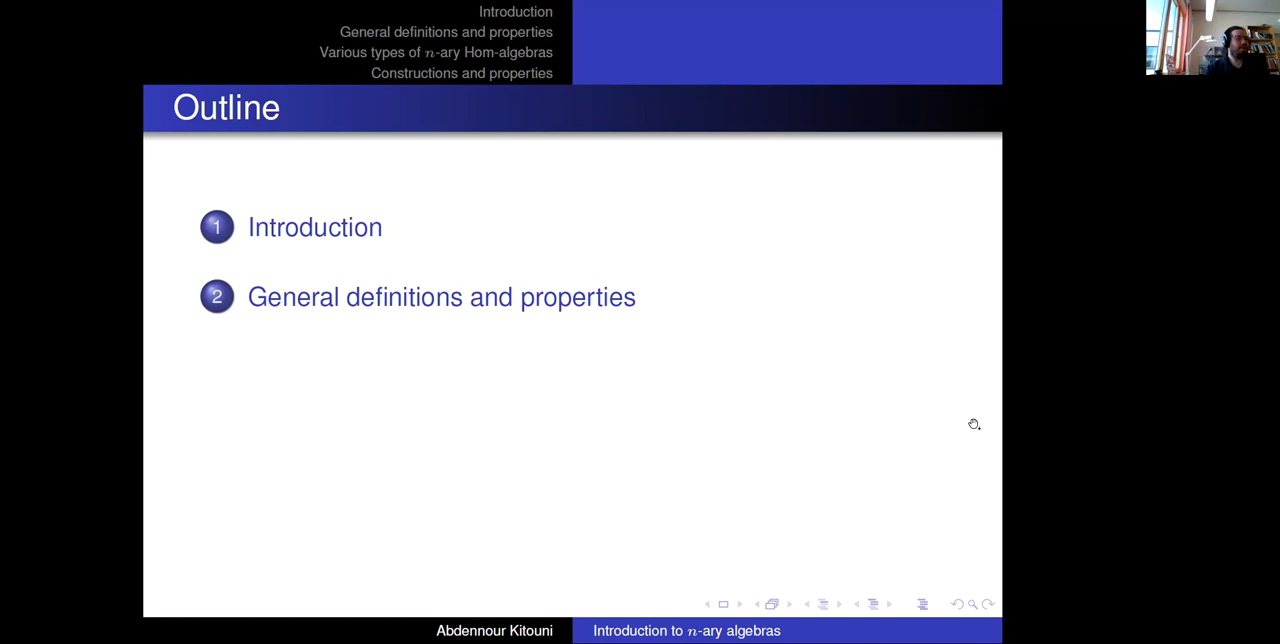 Introduction
General definitions and properties
Various types of n-ary Hom-algebras
Constructions and properties
Outline
1 Introduction
2 General definitions and properties
Abdennour Kitouni Introduction to n-ary algebras